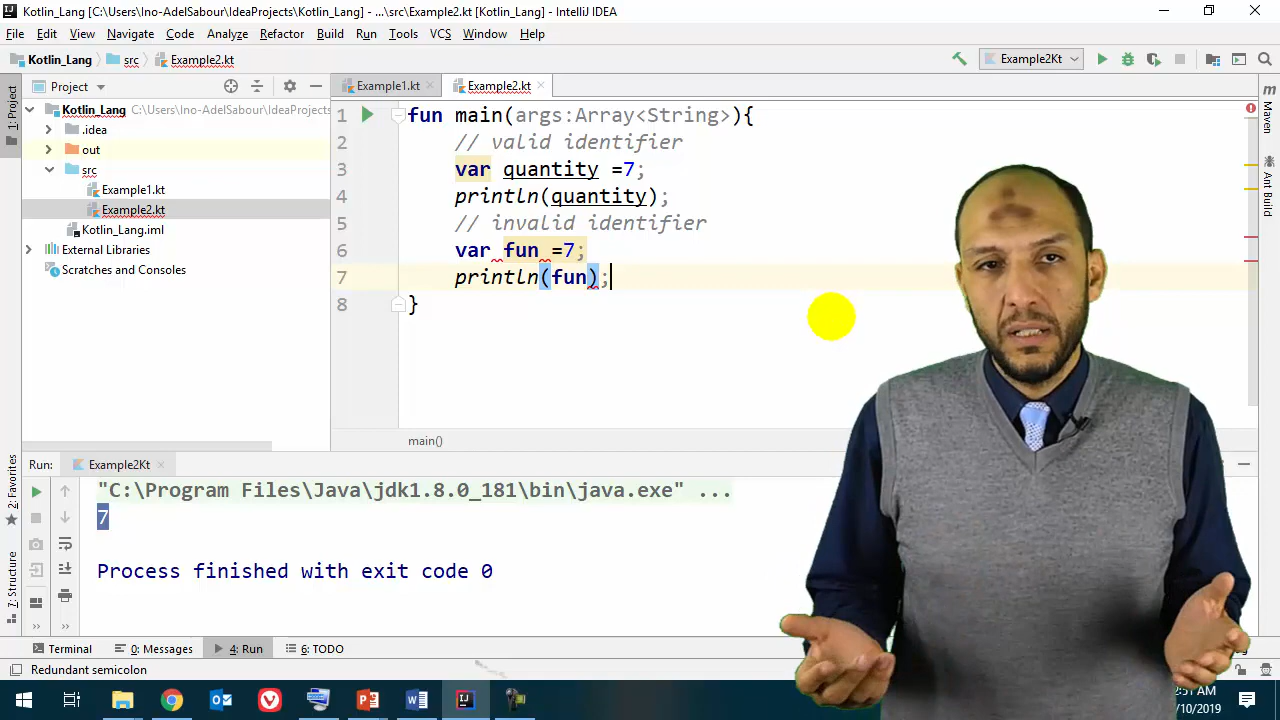 Kotlin_Lang [C:\Users\Ino-AdelSabour\IdeaProjects\Kotlin_Lang] - ...\src\Example2.kt [Kotlin_Lang] - IntelliJ IDEA
File Edit View Navigate Code Analyze Refactor Build Run Tools VCS Window Help
Kotlin_Lang src Example2.kt Example2Kt
1: Project
Project
Example1.kt Example2.kt
Maven
Ant Build
Kotlin_Lang C:\Users\Ino-AdelSabour\IdeaProjects
.idea
out
src
Example1.kt
Example2.kt
Kotlin_Lang.iml
External Libraries
Scratches and Consoles
1 fun main(args:Array<String>){
2 // valid identifier
3 var quantity =7;
4 println(quantity);
5 // invalid identifier
6 var fun =7;
7 println(fun);
8 }
main()
Run: Example2Kt
2: Favorites
7: Structure
"C:\Program Files\Java\jdk1.8.0_181\bin\java.exe" ...
7
Process finished with exit code 0
Terminal 0: Messages 4: Run 6: TODO
Redundant semicolon